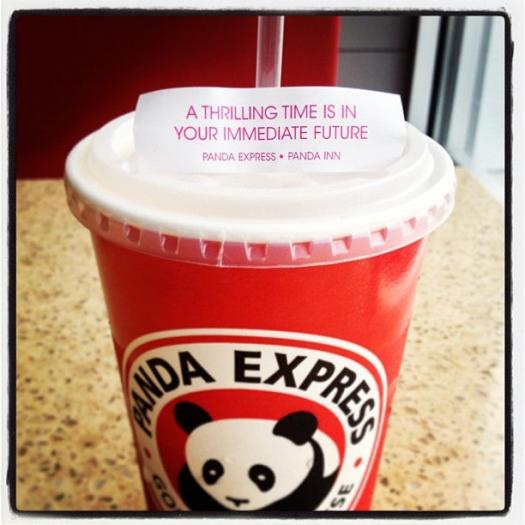 A THRILLING TIME IS IN
YOUR IMMEDIATE FUTURE
PANDA EXPRESS • PANDA INN
PANDA EXPRESS